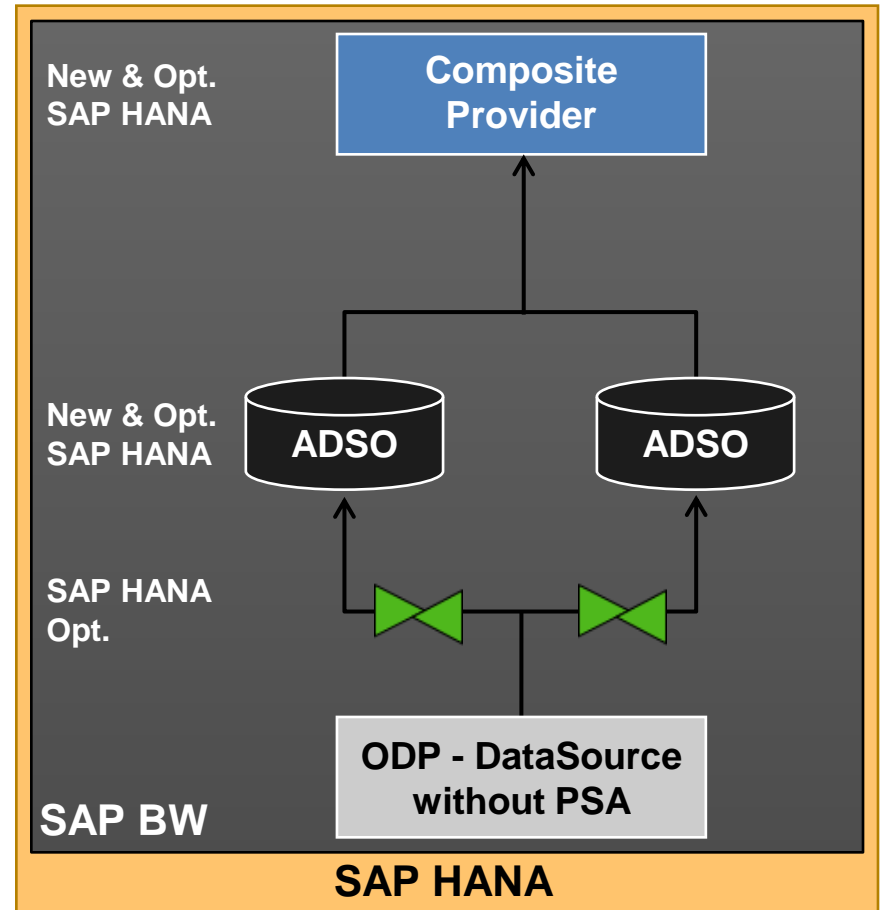 New & Opt.
SAP HANA
Composite
Provider
New & Opt.
SAP HANA
ADSO
ADSO
SAP HANA
Opt.
ODP - DataSource
without PSA
SAP BW
SAP HANA